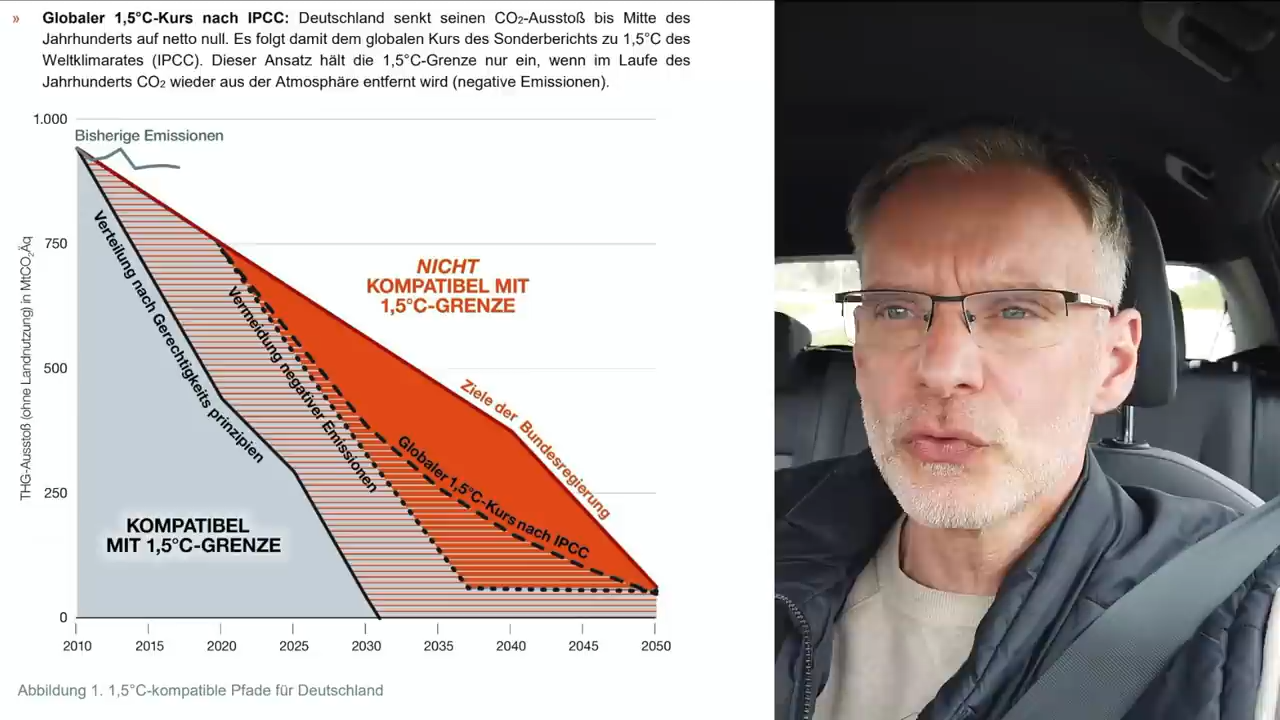 » Globaler 1,5°C-Kurs nach IPCC: Deutschland senkt seinen CO₂-Ausstoß bis Mitte des
Jahrhunderts auf netto null. Es folgt damit dem globalen Kurs des Sonderberichts zu 1,5°C des
Weltklimarates (IPCC). Dieser Ansatz hält die 1,5°C-Grenze nur ein, wenn im Laufe des
Jahrhunderts CO₂ wieder aus der Atmosphäre entfernt wird (negative Emissionen).
1.000
Bisherige Emissionen
750
500
250
0
THG-Ausstoß (ohne Landnutzung) in MtCO₂Äq
NICHT
KOMPATIBEL MIT
1,5°C-GRENZE
Verteilung nach Gerechtigkeits prinzipien
Vermeidung negativer Emissionen
Globaler 1,5°C-Kurs nach IPCC
Ziele der Bundesregierung
KOMPATIBEL
MIT 1,5°C-GRENZE
2010 2015 2020 2025 2030 2035 2040 2045 2050
Abbildung 1. 1,5°C-kompatible Pfade für Deutschland